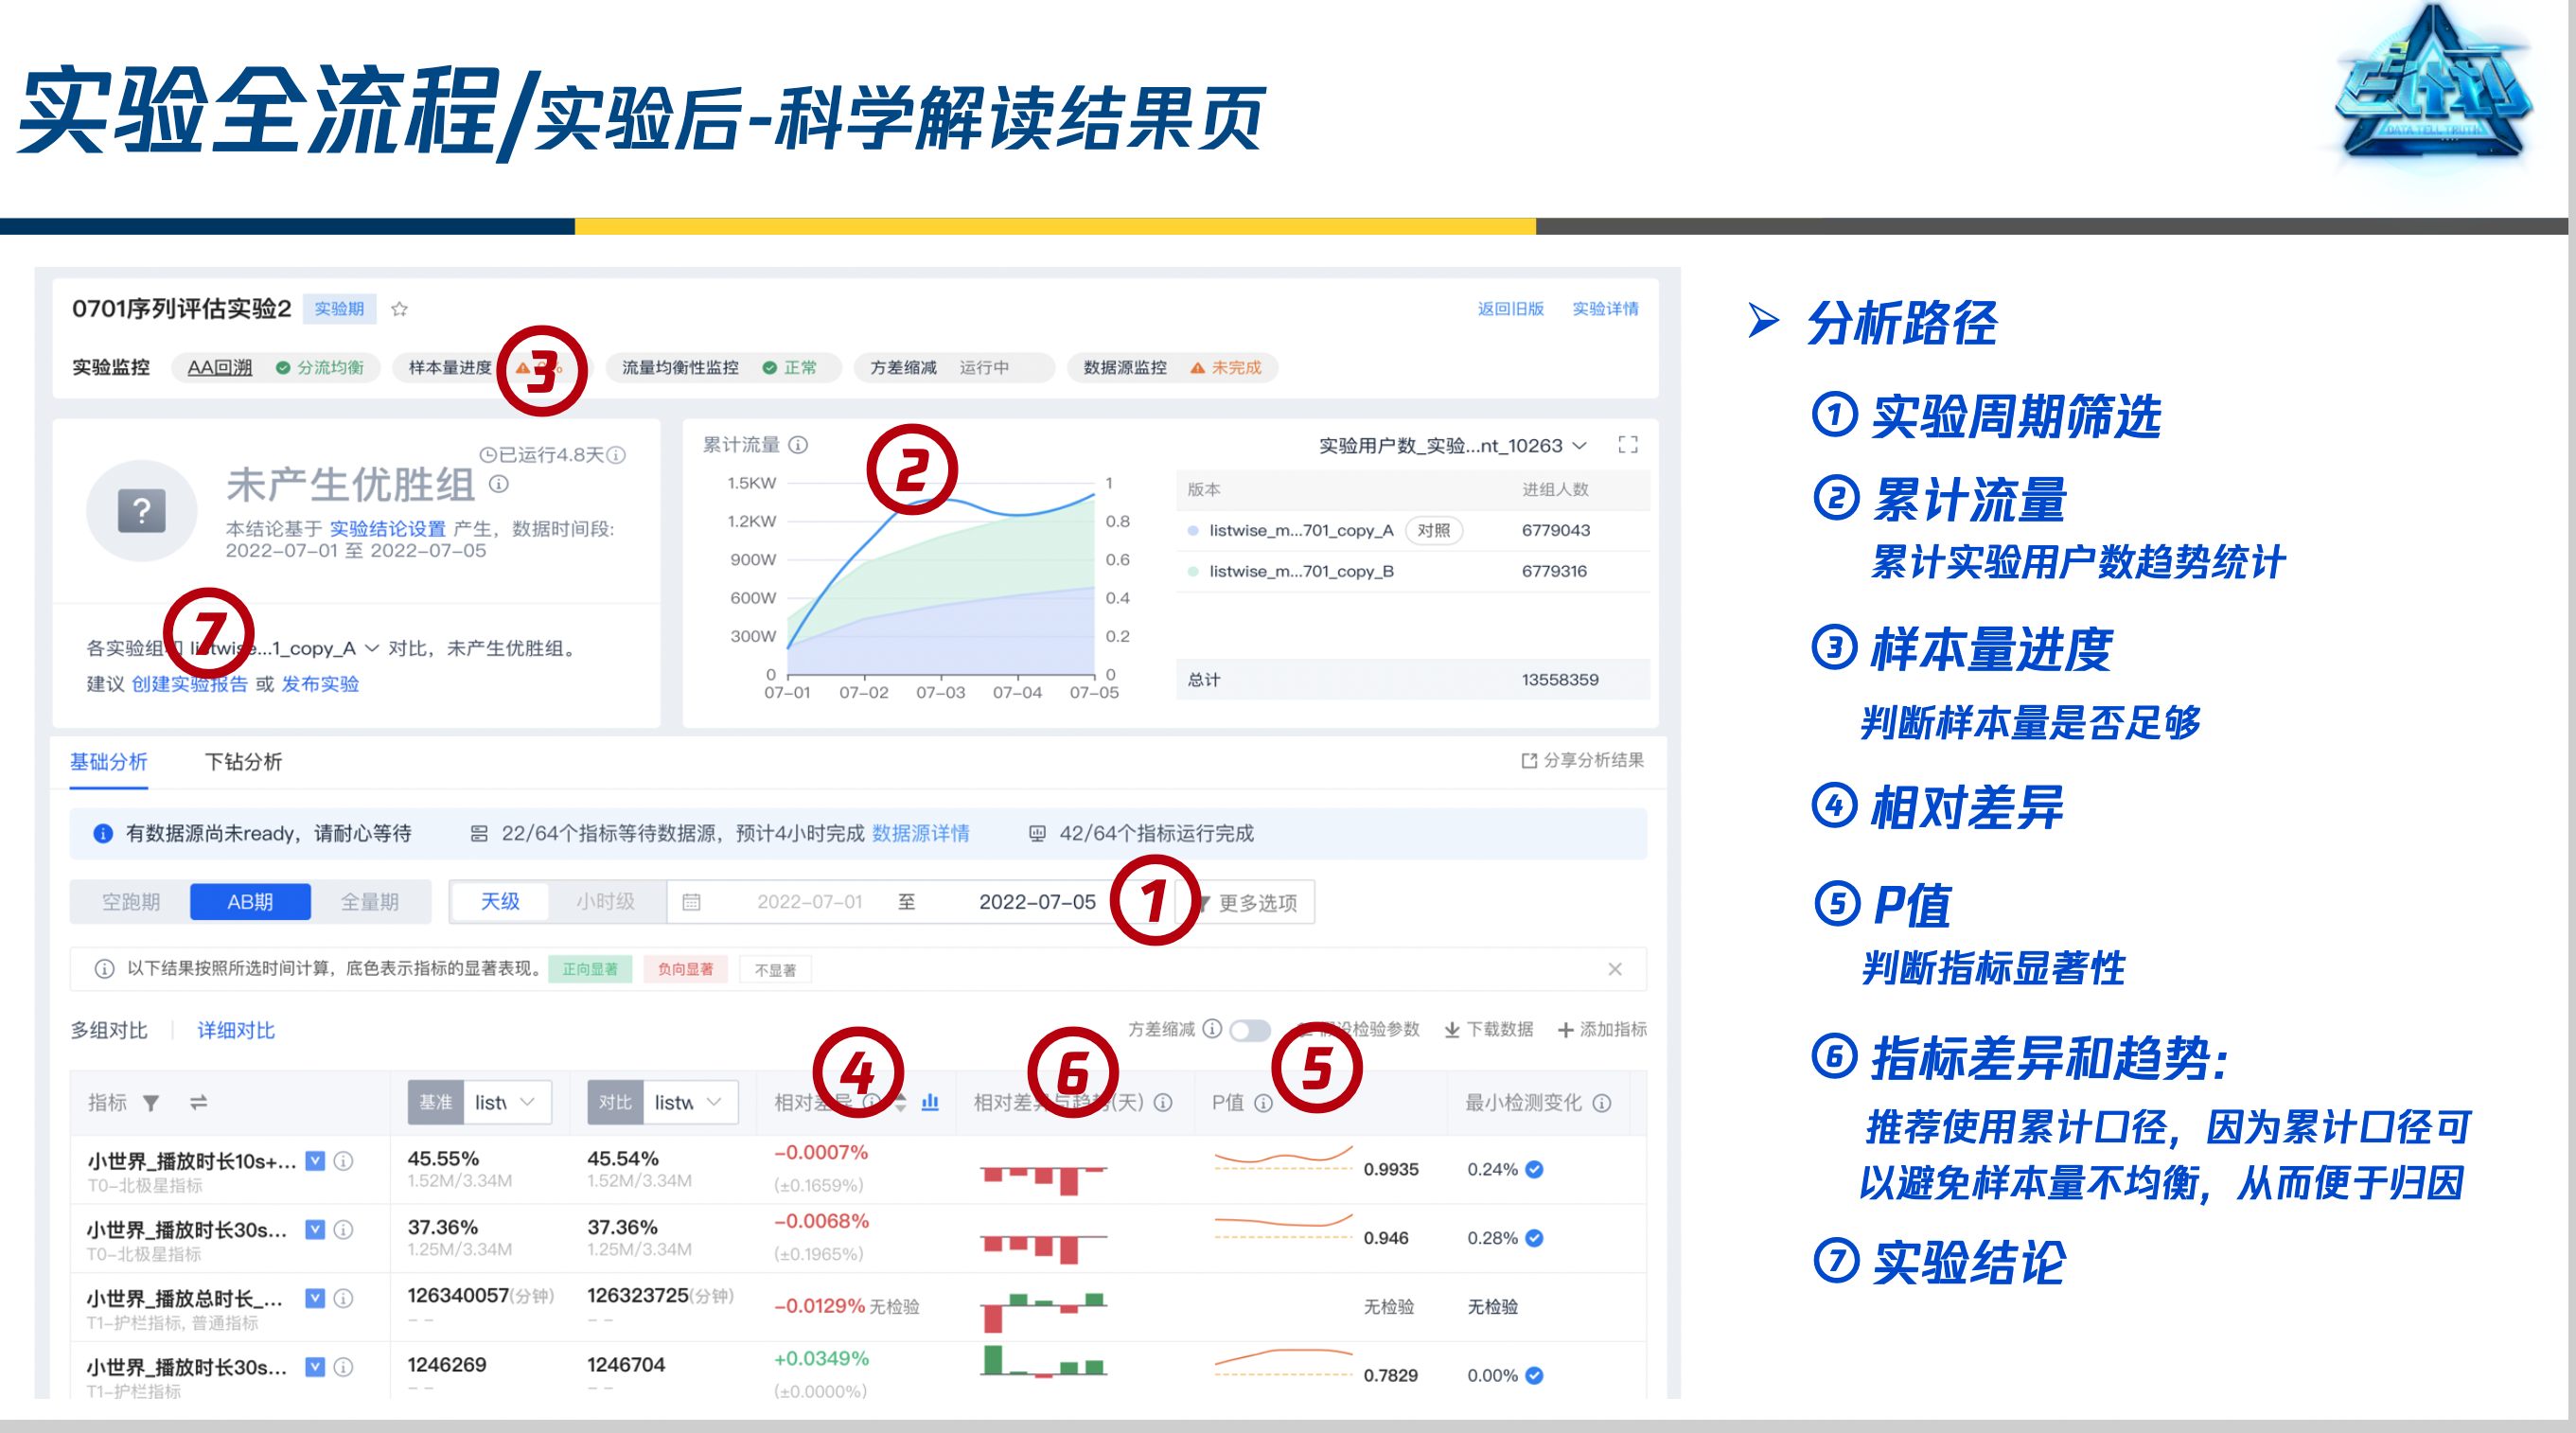 实验全流程/实验后-科学解读结果页
DATA TELL TRUTH
0701序列评估实验2 实验期
返回旧版 实验详情
实验监控 AA回溯 分流均衡 样本量进度 流量均匀性监控 正常 方差缩减 运行中 数据源监控 未完成
3
已运行4.8天
未产生优胜组
本结论基于 实验结论设置 产生，数据时间段:
2022-07-01 至 2022-07-05
7
各实验组 listwise...1_copy_A 对比，未产生优胜组。
建议 创建实验报告 或 发布实验
累计流量
2
实验用户数_实验...nt_10263
1.5KW 1
1.2KW 0.8
900W 0.6
600W 0.4
300W 0.2
0 0
07-01 07-02 07-03 07-04 07-05
版本 进组人数
listwise_m...701_copy_A 对照 6779043
listwise_m...701_copy_B 6779316
总计 13558359
基础分析 下钻分析
分享分析结果
有数据源尚未ready，请耐心等待 22/64个指标等待数据源，预计4小时完成 数据源详情 42/64个指标运行完成
空跑期 AB期 全量期 天级 小时级 2022-07-01 至 2022-07-05 1 更多选项
以下结果按照所选时间计算，底色表示指标的显著表现。 正向显著 负向显著 不显著
多组对比 详细对比
方差缩减 假设检验参数 下载数据 添加指标
4 6 5
指标 基准 listv 对比 listw 相对差异 相对差异与趋势(天) P值 最小检测变化
小世界_播放时长10s+... 45.55% 45.54% -0.0007% 0.9935 0.24%
T0-北极星指标 1.52M/3.34M 1.52M/3.34M (±0.1659%)
小世界_播放时长30s... 37.36% 37.36% -0.0068% 0.946 0.28%
T0-北极星指标 1.25M/3.34M 1.25M/3.34M (±0.1965%)
小世界_播放总时长_... 126340057(分钟) 126323725(分钟) -0.0129% 无检验 无检验 无检验
T1-护栏指标, 普通指标 -- --
小世界_播放时长30s... 1246269 1246704 +0.0349% 0.7829 0.00%
T1-护栏指标 -- -- (±0.0000%)
➢ 分析路径
① 实验周期筛选
② 累计流量
累计实验用户数趋势统计
③ 样本量进度
判断样本量是否足够
④ 相对差异
⑤ P值
判断指标显著性
⑥ 指标差异和趋势:
推荐使用累计口径，因为累计口径可
以避免样本量不均衡，从而便于归因
⑦ 实验结论